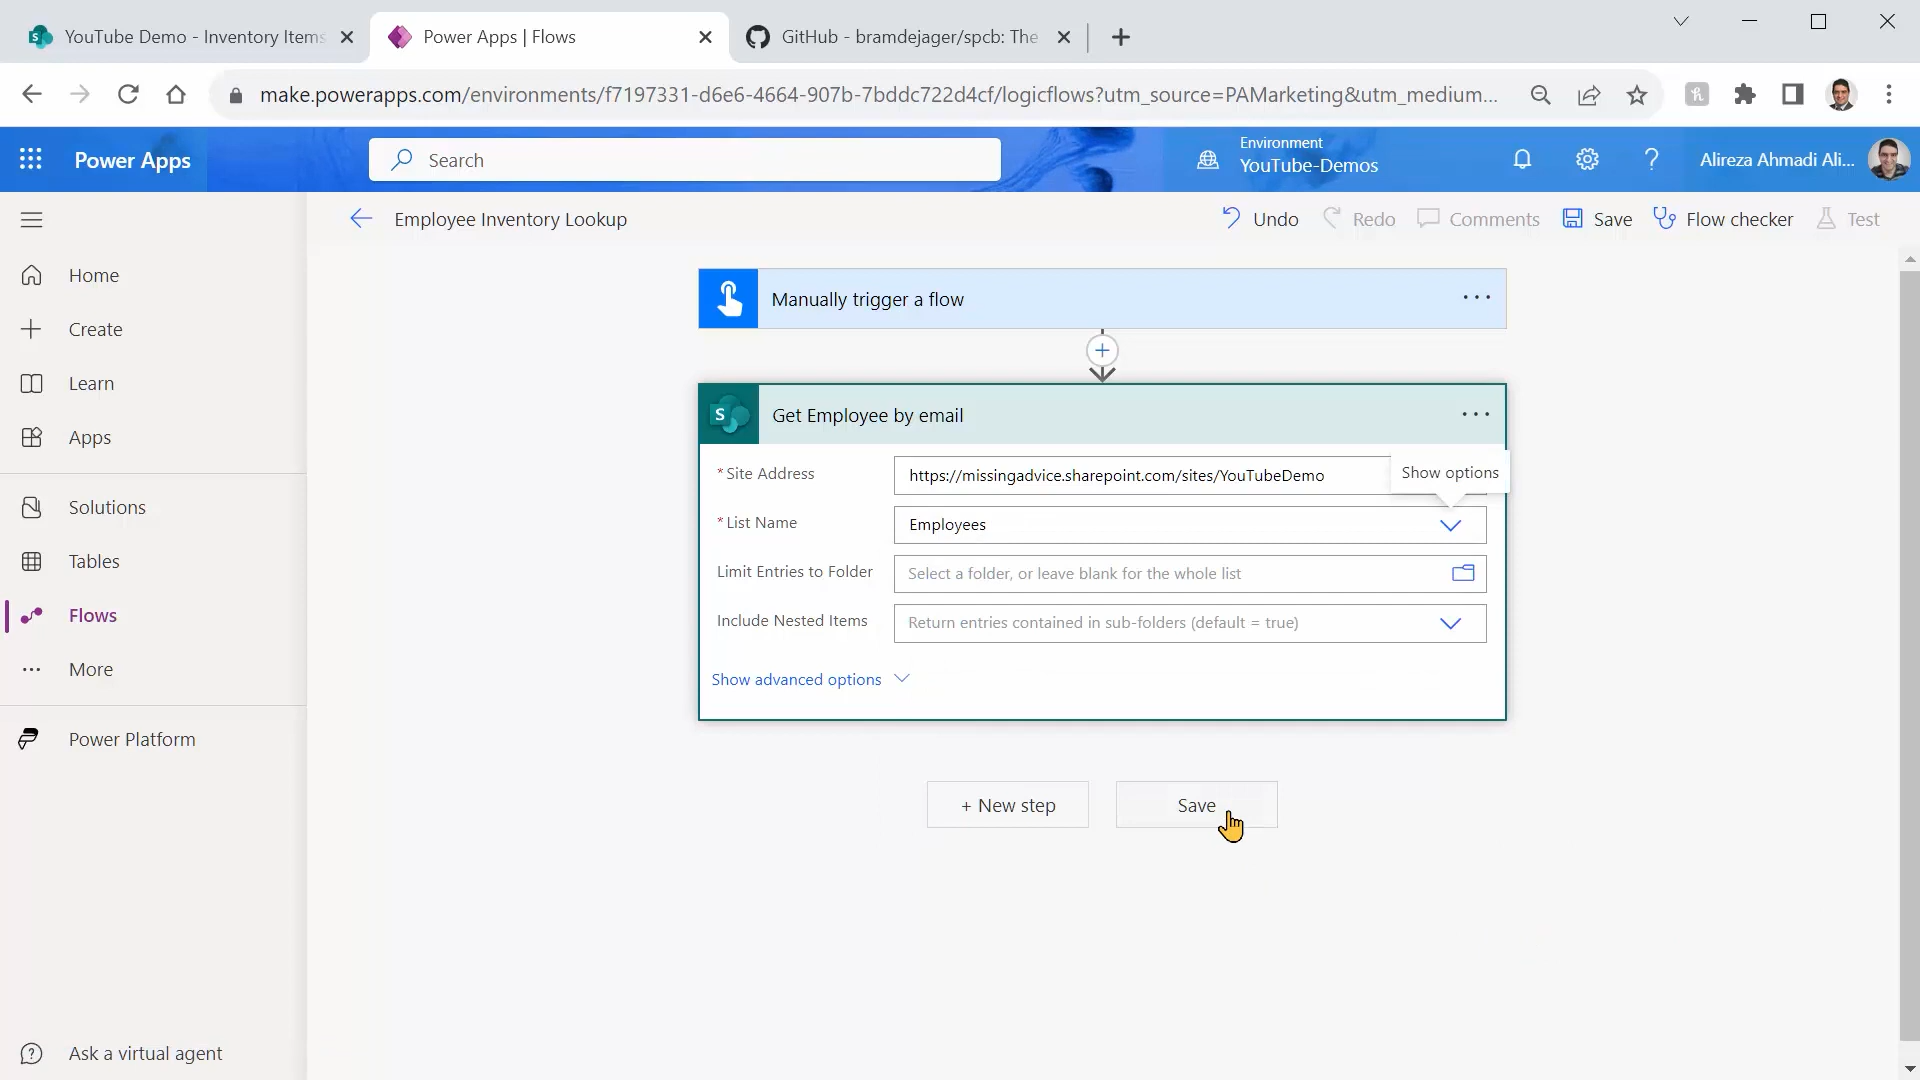 YouTube Demo - Inventory Items
Power Apps | Flows
GitHub - bramdejager/spcb: The
make.powerapps.com/environments/f7197331-d6e6-4664-907b-7bddc722d4cf/logicflows?utm_source=PAMarketing&utm_medium...
Power Apps
Search
Environment
YouTube-Demos
Alireza Ahmadi Ali...
Employee Inventory Lookup
Undo
Redo
Comments
Save
Flow checker
Test
Home
Create
Learn
Apps
Solutions
Tables
Flows
More
Power Platform
Ask a virtual agent
Manually trigger a flow
Get Employee by email
* Site Address
https://missingadvice.sharepoint.com/sites/YouTubeDemo
Show options
* List Name
Employees
Limit Entries to Folder
Select a folder, or leave blank for the whole list
Include Nested Items
Return entries contained in sub-folders (default = true)
Show advanced options
+ New step
Save